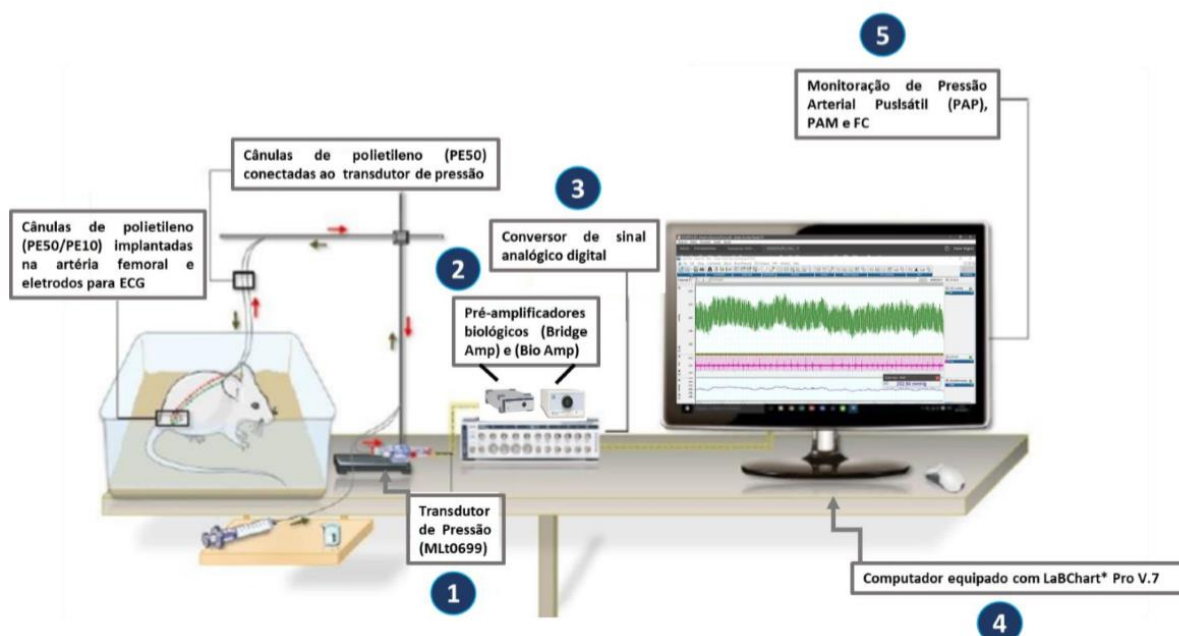 5
Monitoração de Pressão
Arterial Puslsátil (PAP),
PAM e FC
Cânulas de polietileno (PE50)
conectadas ao transdutor de pressão
3
Cânulas de polietileno
(PE50/PE10) implantadas
na artéria femoral e
eletrodos para ECG
Conversor de sinal
analógico digital
2
Pré-amplificadores
biológicos (Bridge
Amp) e (Bio Amp)
Transdutor
de Pressão
(MLt0699)
1
Computador equipado com LaBChart* Pro V.7
4